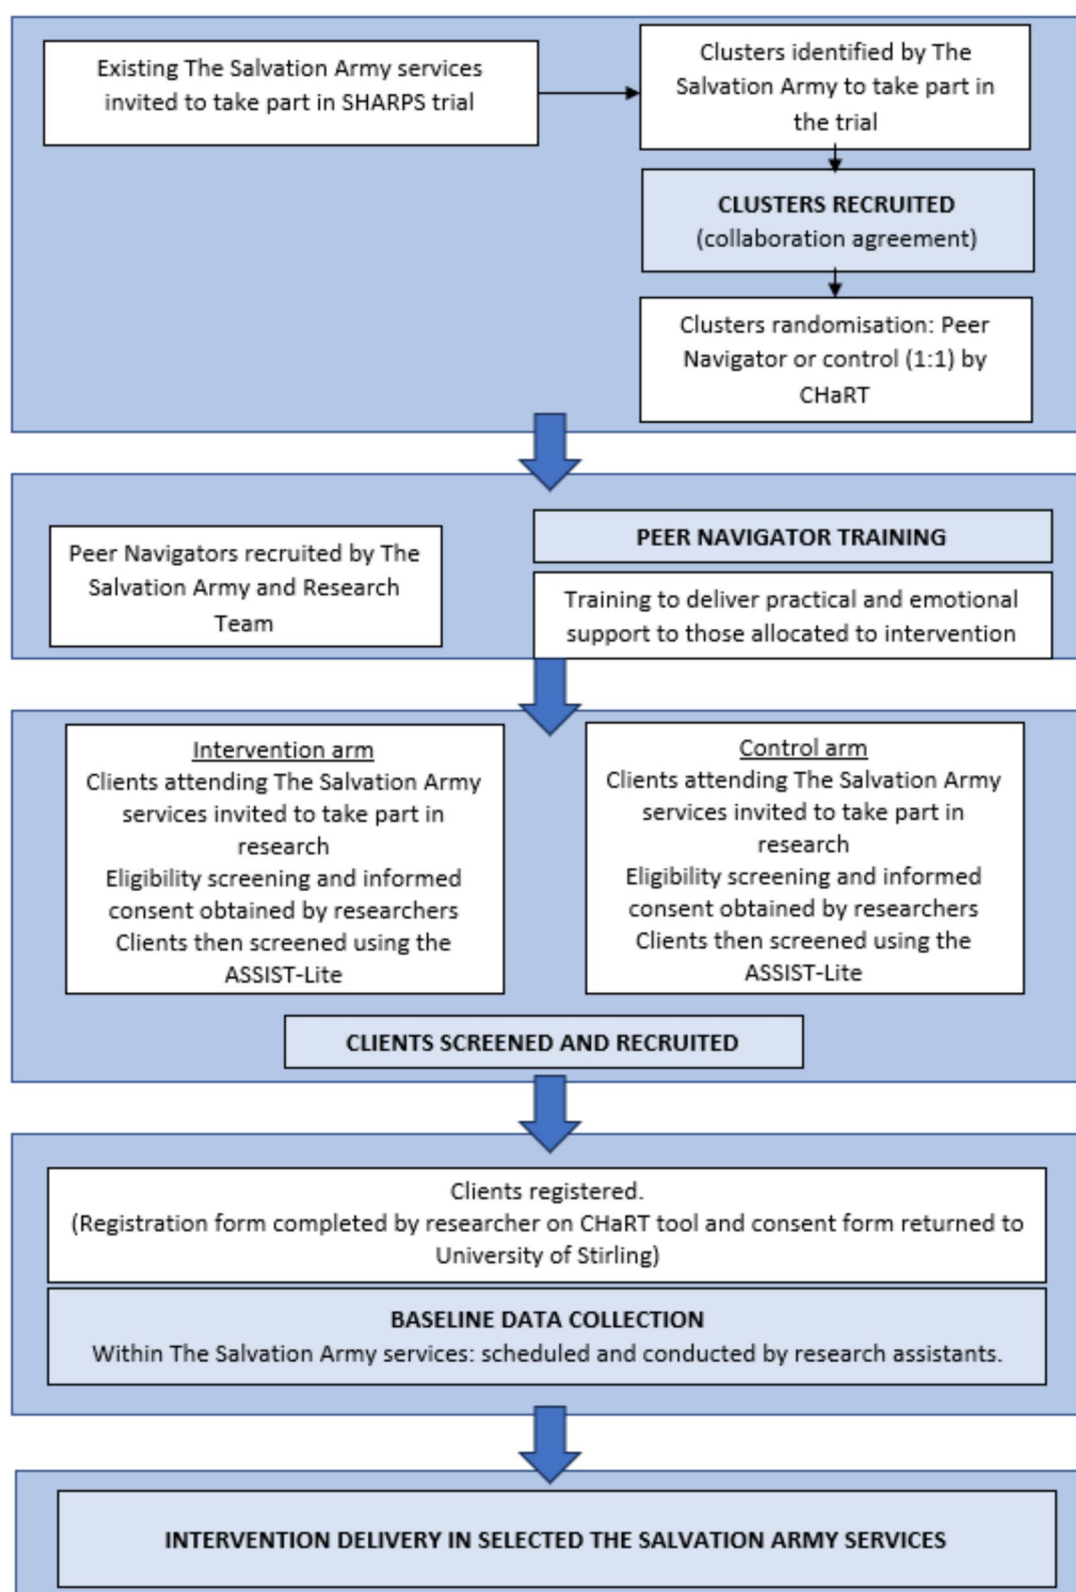 Existing The Salvation Army services
invited to take part in SHARPS trial
Clusters identified by The
Salvation Army to take part in
the trial
CLUSTERS RECRUITED
(collaboration agreement)
Clusters randomisation: Peer
Navigator or control (1:1) by
CHaRT
Peer Navigators recruited by The
Salvation Army and Research
Team
PEER NAVIGATOR TRAINING
Training to deliver practical and emotional
support to those allocated to intervention
Intervention arm
Clients attending The Salvation Army
services invited to take part in
research
Eligibility screening and informed
consent obtained by researchers
Clients then screened using the
ASSIST-Lite
Control arm
Clients attending The Salvation Army
services invited to take part in
research
Eligibility screening and informed
consent obtained by researchers
Clients then screened using the
ASSIST-Lite
CLIENTS SCREENED AND RECRUITED
Clients registered.
(Registration form completed by researcher on CHaRT tool and consent form returned to
University of Stirling)
BASELINE DATA COLLECTION
Within The Salvation Army services: scheduled and conducted by research assistants.
INTERVENTION DELIVERY IN SELECTED THE SALVATION ARMY SERVICES